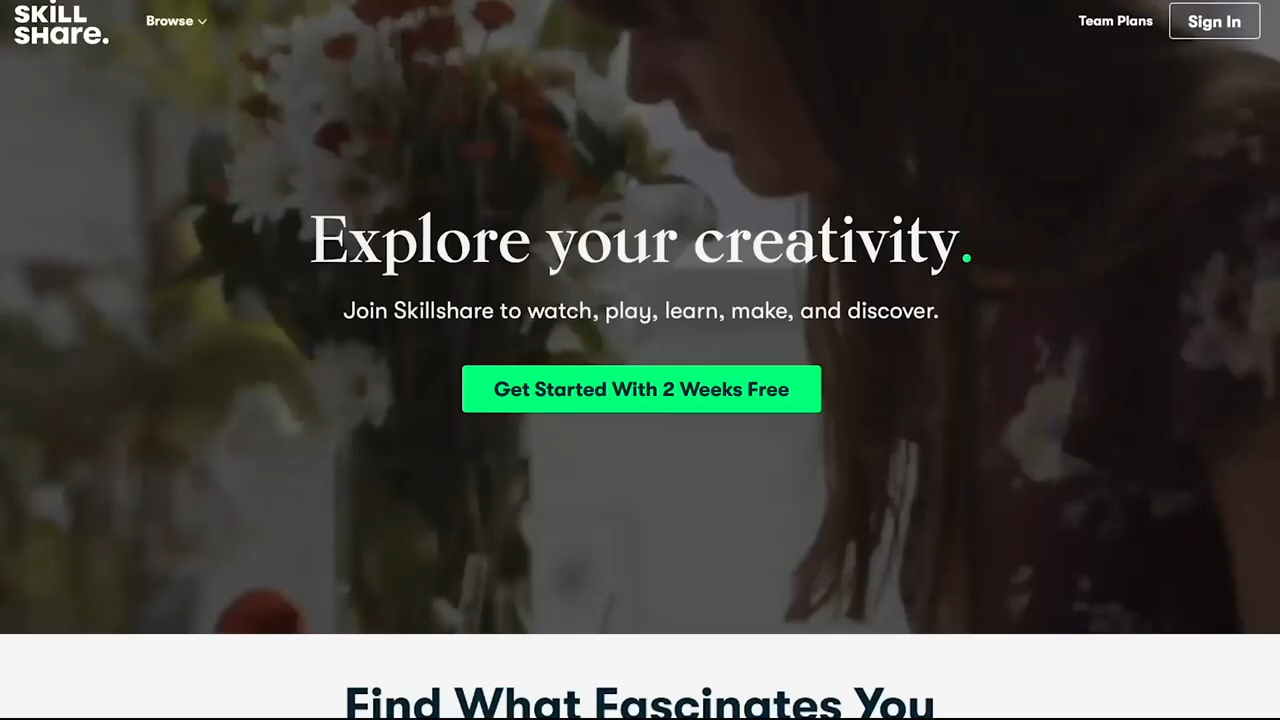 SKILL
SHare.
Browse
Team Plans
Sign In
Explore your creativity.
Join Skillshare to watch, play, learn, make, and discover.
Get Started With 2 Weeks Free
Find What Fascinates You